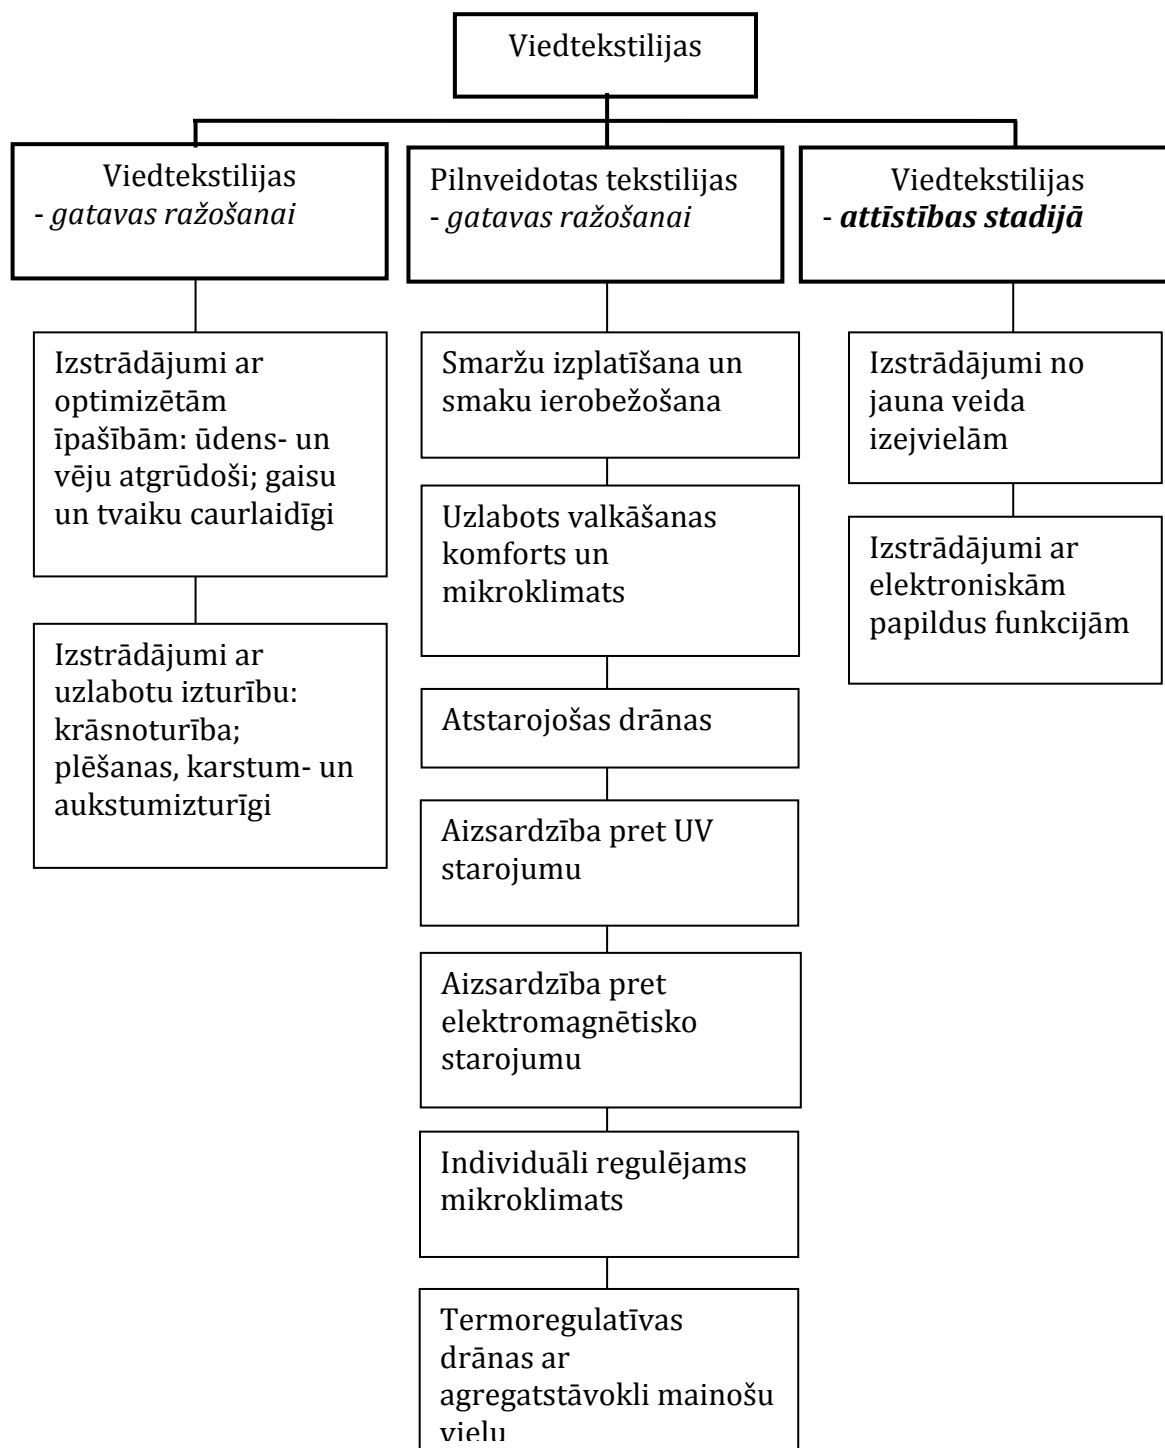 Viedtekstilijas
Viedtekstilijas
- gatavas ražošanai
Izstrādājumi ar
optimizētām
īpašībām: ūdens- un
vēju atgrūdoši; gaisu
un tvaiku caurlaidīgi
Izstrādājumi ar
uzlabotu izturību:
krāsnoturība;
plēšanas, karstum- un
aukstumizturīgi
Pilnveidotas tekstilijas
- gatavas ražošanai
Smaržu izplatīšana un
smaku ierobežošana
Uzlabots valkāšanas
komforts un
mikroklimats
Atstarojošas drānas
Aizsardzība pret UV
starojumu
Aizsardzība pret
elektromagnētisko
starojumu
Individuāli regulējams
mikroklimats
Termoregulatīvas
drānas ar
agregatstāvokli mainošu
vielu
Viedtekstilijas
- attīstības stadijā
Izstrādājumi no
jauna veida
izejvielām
Izstrādājumi ar
elektroniskām
papildus funkcijām